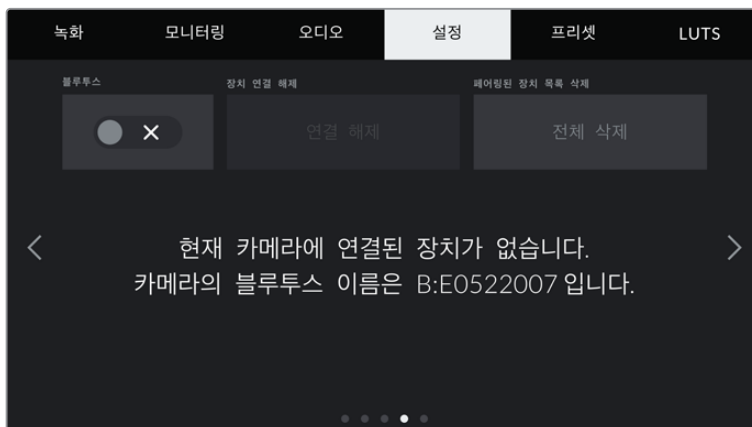 녹화 모니터링 오디오 설정 프리셋 LUTS
블루투스 장치 연결 해제 페어링된 장치 목록 삭제
연결 해제 전체 삭제
현재 카메라에 연결된 장치가 없습니다.
카메라의 블루투스 이름은 B:E0522007 입니다.